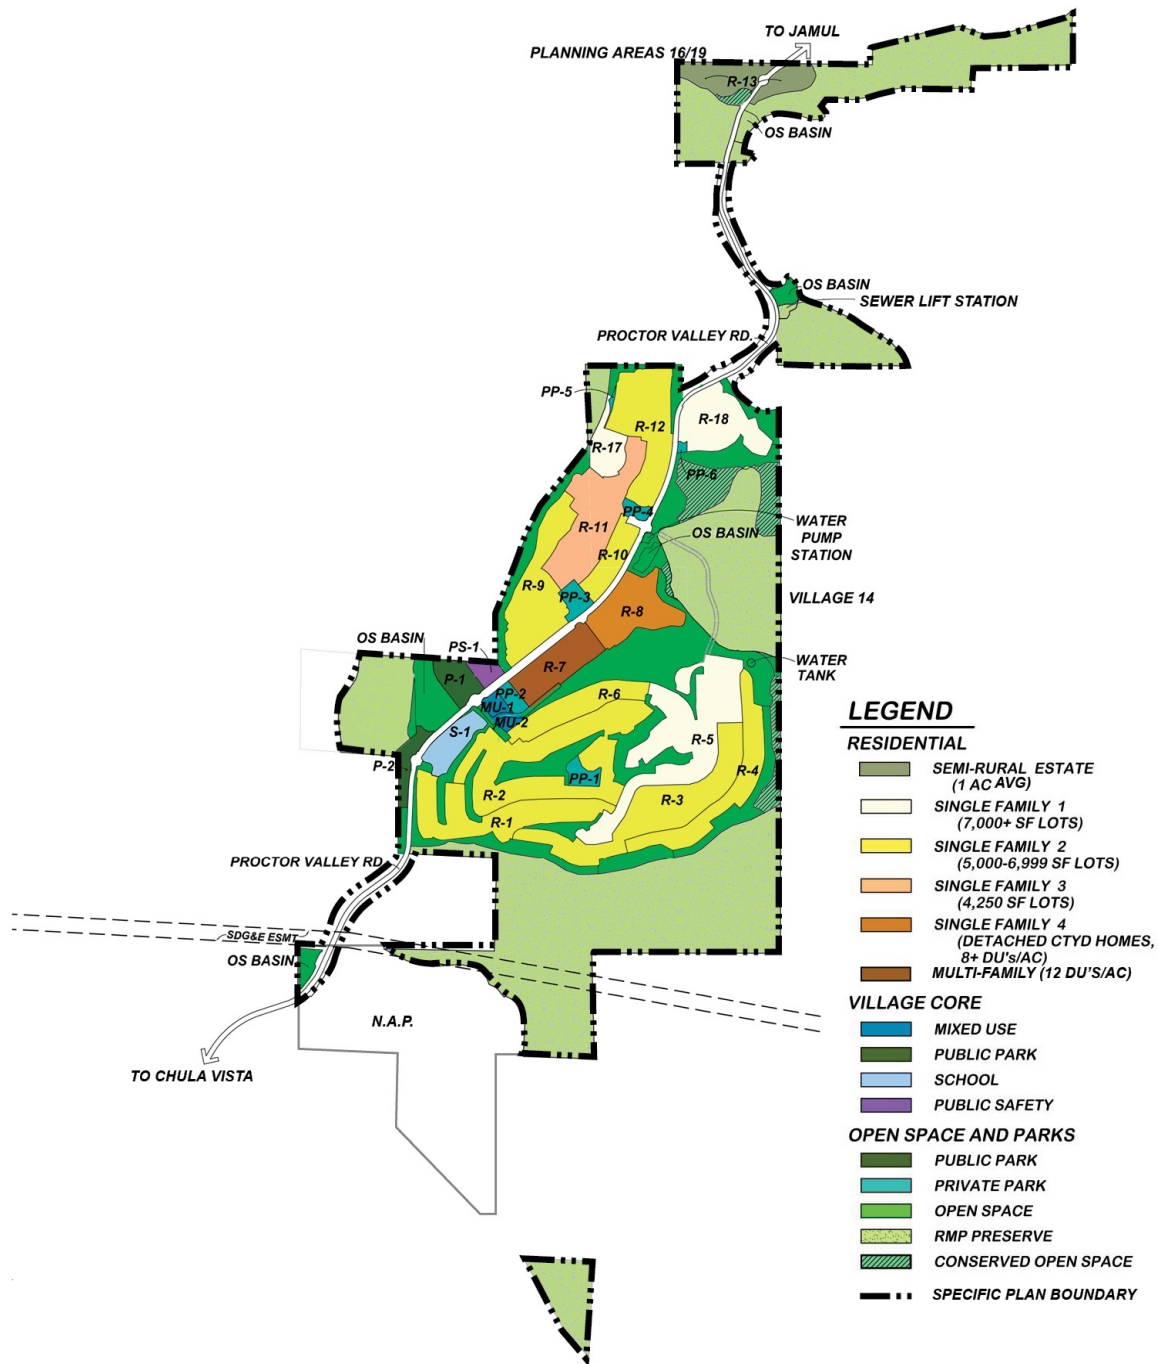 TO JAMUL
PLANNING AREAS 16/19
R-13
OS BASIN
OS BASIN
SEWER LIFT STATION
PROCTOR VALLEY RD.
PP-5
R-12
R-18
R-17
PP-6
PP-4
R-11
OS BASIN
WATER
PUMP
STATION
R-10
R-9
PP-3
R-8
VILLAGE 14
OS BASIN
PS-1
R-7
WATER
TANK
P-1
PP-2
R-6
MU-1
MU-2
S-1
R-5
P-2
PP-1
R-4
R-2
R-3
R-1
PROCTOR VALLEY RD
SDG&E ESMT
OS BASIN
N.A.P.
TO CHULA VISTA
LEGEND
RESIDENTIAL
SEMI-RURAL ESTATE
(1 AC AVG)
SINGLE FAMILY 1
(7,000+ SF LOTS)
SINGLE FAMILY 2
(5,000-6,999 SF LOTS)
SINGLE FAMILY 3
(4,250 SF LOTS)
SINGLE FAMILY 4
(DETACHED CTYD HOMES,
8+ DU's/AC)
MULTI-FAMILY (12 DU'S/AC)
VILLAGE CORE
MIXED USE
PUBLIC PARK
SCHOOL
PUBLIC SAFETY
OPEN SPACE AND PARKS
PUBLIC PARK
PRIVATE PARK
OPEN SPACE
RMP PRESERVE
CONSERVED OPEN SPACE
SPECIFIC PLAN BOUNDARY